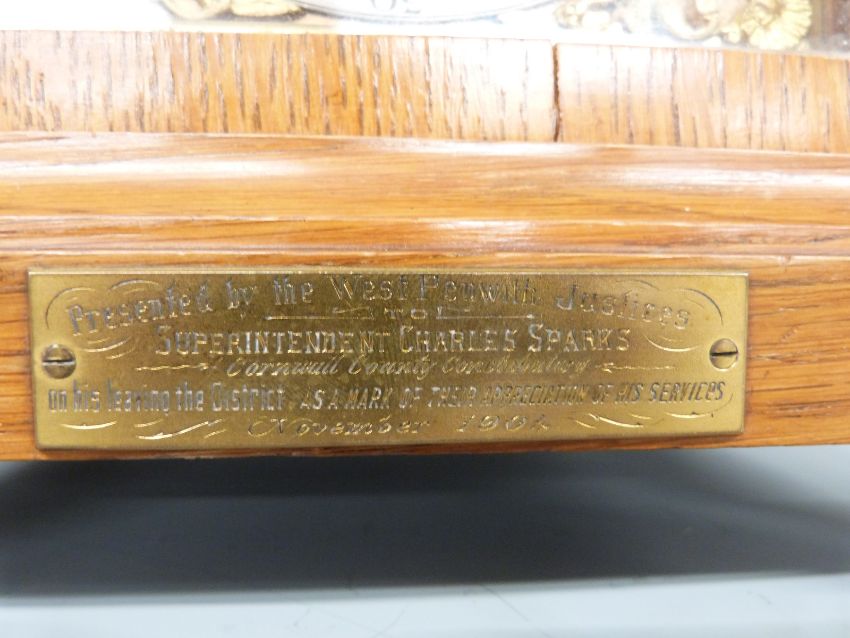 Presented by the West Penwith Justices
TO
SUPERINTENDENT CHARLES SPARKS
Cornwall County Constabulary
on his leaving the District AS A MARK OF THEIR APPRECIATION OF HIS SERVICES
November 1901.